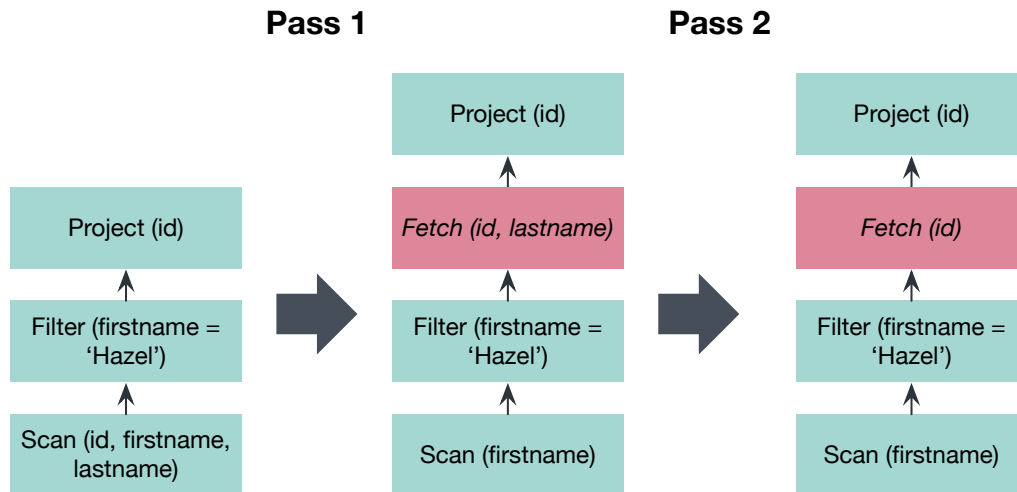 Pass 1
Pass 2
Project (id)
Filter (firstname =
‘Hazel’)
Scan (id, firstname,
lastname)
Project (id)
Fetch (id, lastname)
Filter (firstname =
‘Hazel’)
Scan (firstname)
Project (id)
Fetch (id)
Filter (firstname =
‘Hazel’)
Scan (firstname)